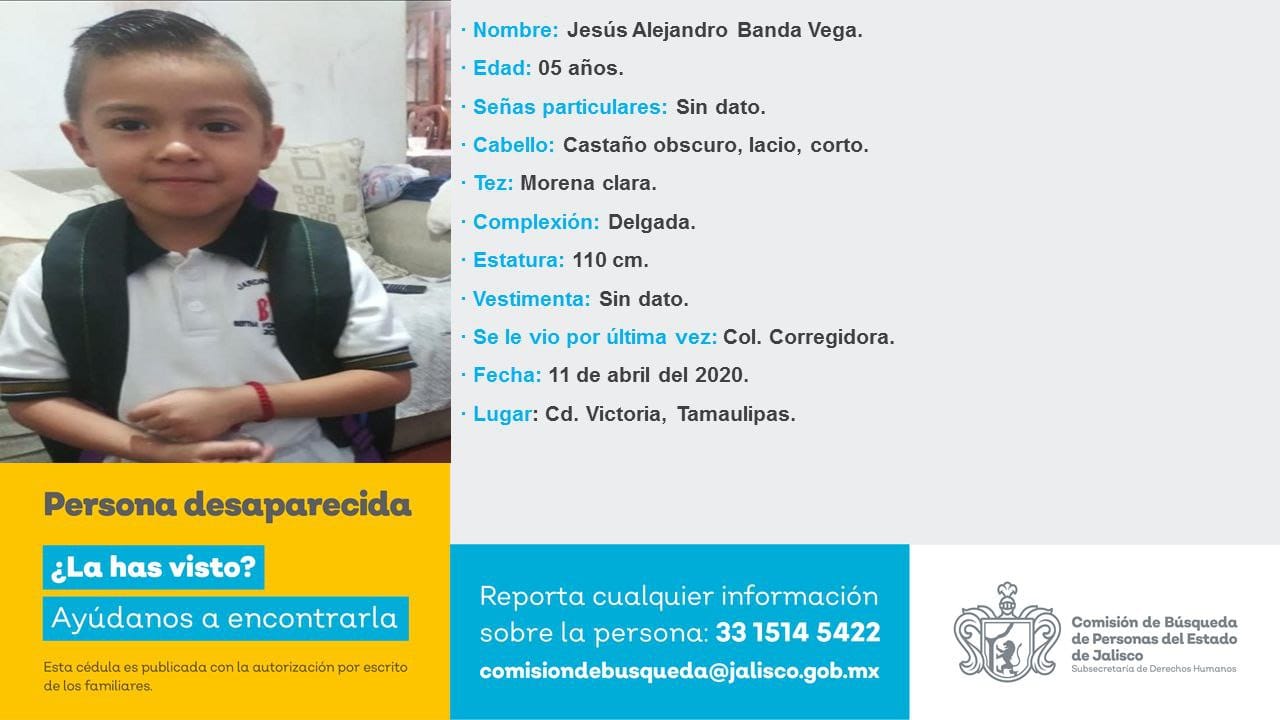 · Nombre: Jesús Alejandro Banda Vega.
· Edad: 05 años.
· Señas particulares: Sin dato.
· Cabello: Castaño obscuro, lacio, corto.
· Tez: Morena clara.
· Complexión: Delgada.
· Estatura: 110 cm.
· Vestimenta: Sin dato.
· Se le vio por última vez: Col. Corregidora.
· Fecha: 11 de abril del 2020.
· Lugar: Cd. Victoria, Tamaulipas.
Persona desaparecida
¿La has visto?
Ayúdanos a encontrarla
Esta cédula es publicada con la autorización por escrito
de los familiares.
Reporta cualquier información
sobre la persona: 33 1514 5422
comisiondebusqueda@jalisco.gob.mx
Comisión de Búsqueda
de Personas del Estado
de Jalisco
Subsecretaría de Derechos Humanos